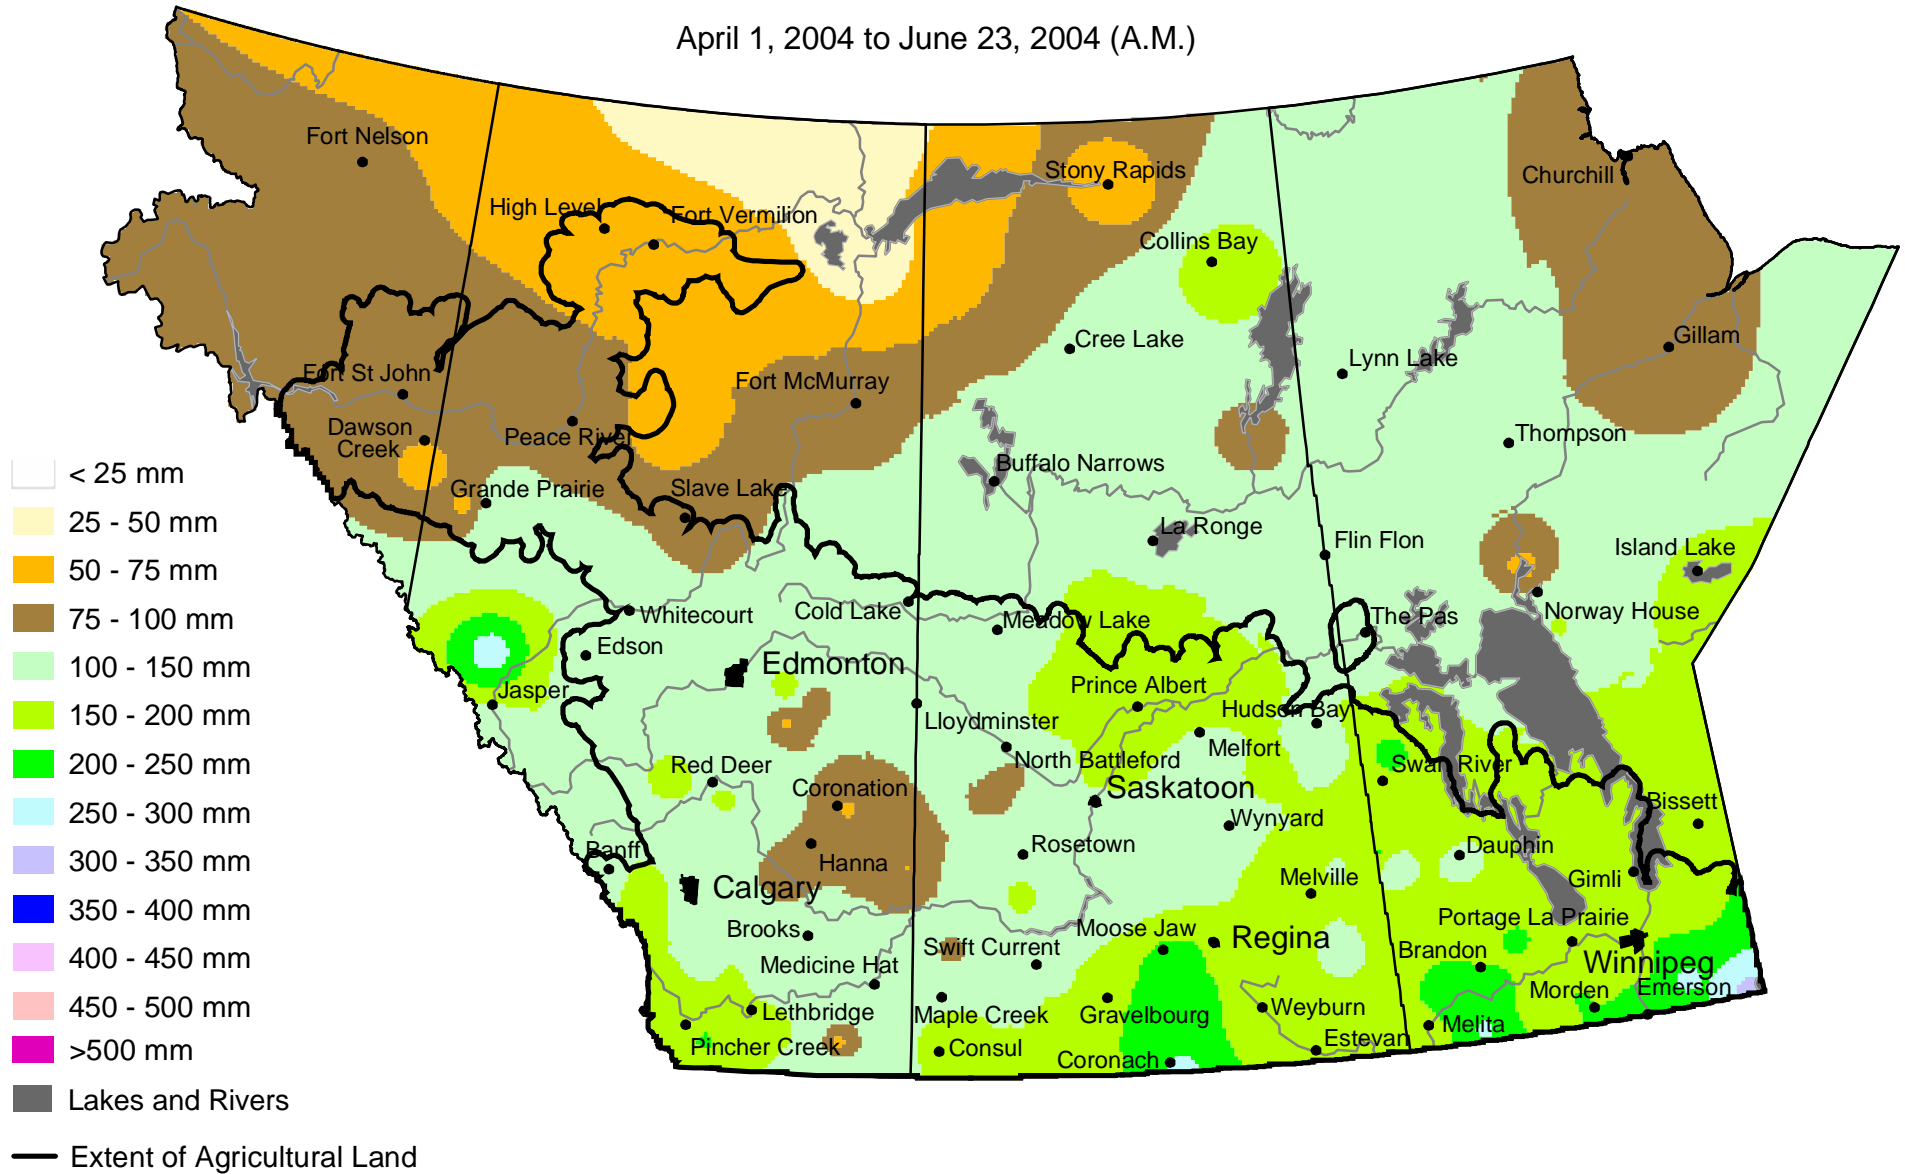 April 1, 2004 to June 23, 2004 (A.M.)
Fort Nelson
Stony Rapids
Churchill
High Level
Fort Vermilion
Collins Bay
Cree Lake
Gillam
Lynn Lake
Fort St John
Fort McMurray
Dawson
Creek
Peace River
Thompson
Buffalo Narrows
Grande Prairie
Slave Lake
La Ronge
Flin Flon
Island Lake
Whitecourt
Cold Lake
Meadow Lake
The Pas
Norway House
Edson
Edmonton
Jasper
Prince Albert
Hudson Bay
Lloydminster
Melfort
North Battleford
Red Deer
Swan River
Coronation
Saskatoon
Bissett
Wynyard
Banff
Hanna
Rosetown
Dauphin
Calgary
Melville
Gimli
Brooks
Moose Jaw
Portage La Prairie
Swift Current
Regina
Brandon
Medicine Hat
Winnipeg
Lethbridge
Maple Creek
Gravelbourg
Weyburn
Morden
Emerson
Pincher Creek
Consul
Coronach
Estevan
Melita
< 25 mm
25 - 50 mm
50 - 75 mm
75 - 100 mm
100 - 150 mm
150 - 200 mm
200 - 250 mm
250 - 300 mm
300 - 350 mm
350 - 400 mm
400 - 450 mm
450 - 500 mm
>500 mm
Lakes and Rivers
Extent of Agricultural Land